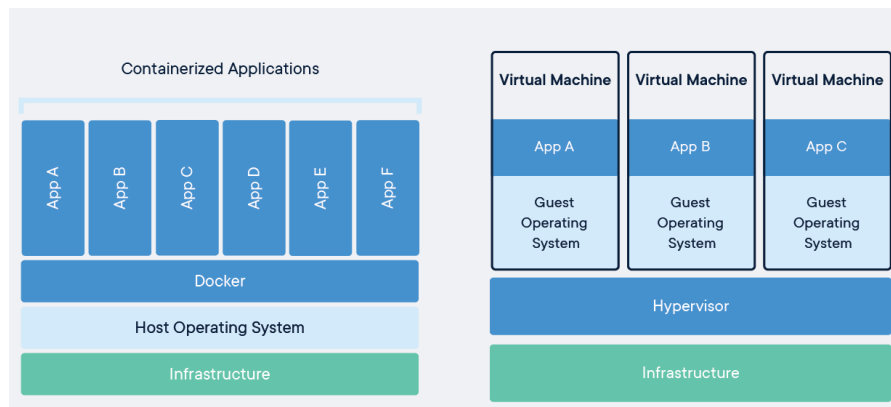 Containerized Applications
App A
App B
App C
App D
App E
App F
Docker
Host Operating System
Infrastructure
Virtual Machine
App A
Guest
Operating
System
Virtual Machine
App B
Guest
Operating
System
Virtual Machine
App C
Guest
Operating
System
Hypervisor
Infrastructure